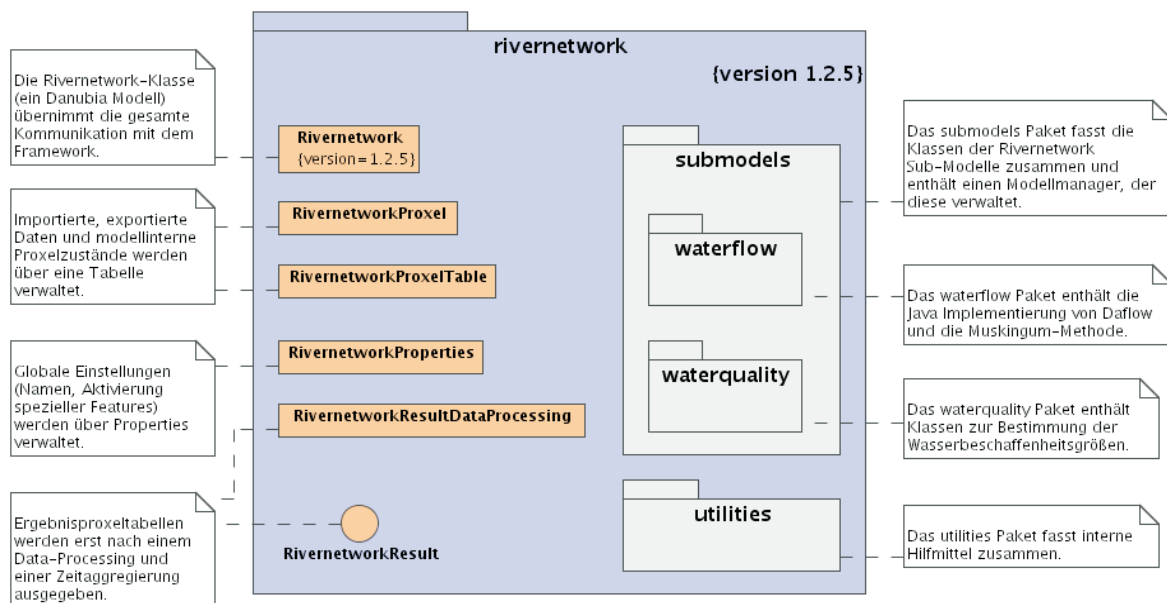 rivernetwork
{version 1.2.5}
Die Rivernetwork-Klasse
(ein Danubia Modell)
übernimmt die gesamte
Kommunikation mit dem
Framework.
Importierte, exportierte
Daten und modellinterne
Proxelzustände werden
über eine Tabelle
verwaltet.
Globale Einstellungen
(Namen, Aktivierung
spezieller Features)
werden über Properties
verwaltet.
Ergebnisproxeltabellen
werden erst nach einem
Data-Processing und
einer Zeitaggregierung
ausgegeben.
Rivernetwork
{version=1.2.5}
RivernetworkProxel
RivernetworkProxelTable
RivernetworkProperties
RivernetworkResultDataProcessing
RivernetworkResult
submodels
waterflow
waterquality
utilities
Das submodels Paket fasst die
Klassen der Rivernetwork
Sub-Modelle zusammen und
enthält einen Modellmanager, der
diese verwaltet.
Das waterflow Paket enthält die
Java Implementierung von Daflow
und die Muskingum-Methode.
Das waterquality Paket enthält
Klassen zur Bestimmung der
Wasserbeschaffenheitsgrößen.
Das utilities Paket fasst interne
Hilfmittel zusammen.